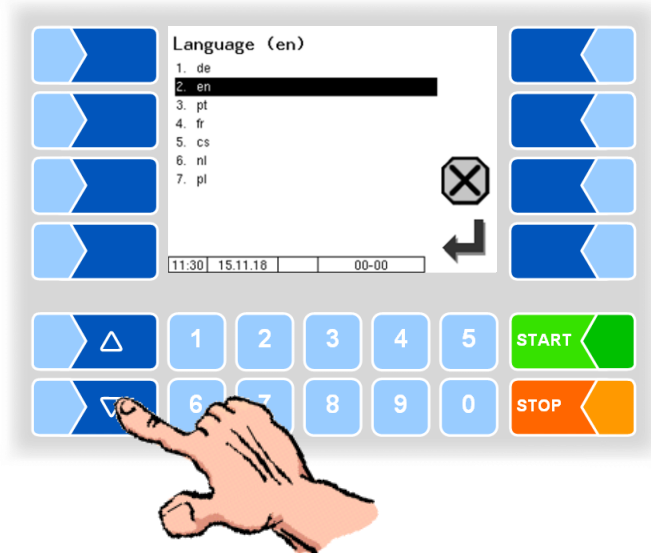 Language (en)
1. de
2. en
3. pt
4. fr
5. cs
6. nl
7. pl
11:30 15.11.18 00-00
1 2 3 4 5 START
6 7 8 9 0 STOP